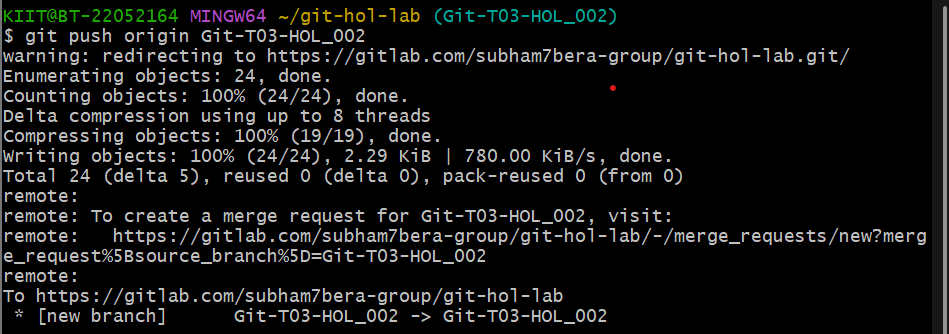 KIIT@BT-22052164 MINGW64 ~/git-hol-lab (Git-T03-HOL_002)
$ git push origin Git-T03-HOL_002
warning: redirecting to https://gitlab.com/subham7bera-group/git-hol-lab.git/
Enumerating objects: 24, done.
Counting objects: 100% (24/24), done.
Delta compression using up to 8 threads
Compressing objects: 100% (19/19), done.
Writing objects: 100% (24/24), 2.29 KiB | 780.00 KiB/s, done.
Total 24 (delta 5), reused 0 (delta 0), pack-reused 0 (from 0)
remote:
remote: To create a merge request for Git-T03-HOL_002, visit:
remote:   https://gitlab.com/subham7bera-group/git-hol-lab/-/merge_requests/new?merg
e_request%5Bsource_branch%5D=Git-T03-HOL_002
remote:
To https://gitlab.com/subham7bera-group/git-hol-lab
 * [new branch]      Git-T03-HOL_002 -> Git-T03-HOL_002